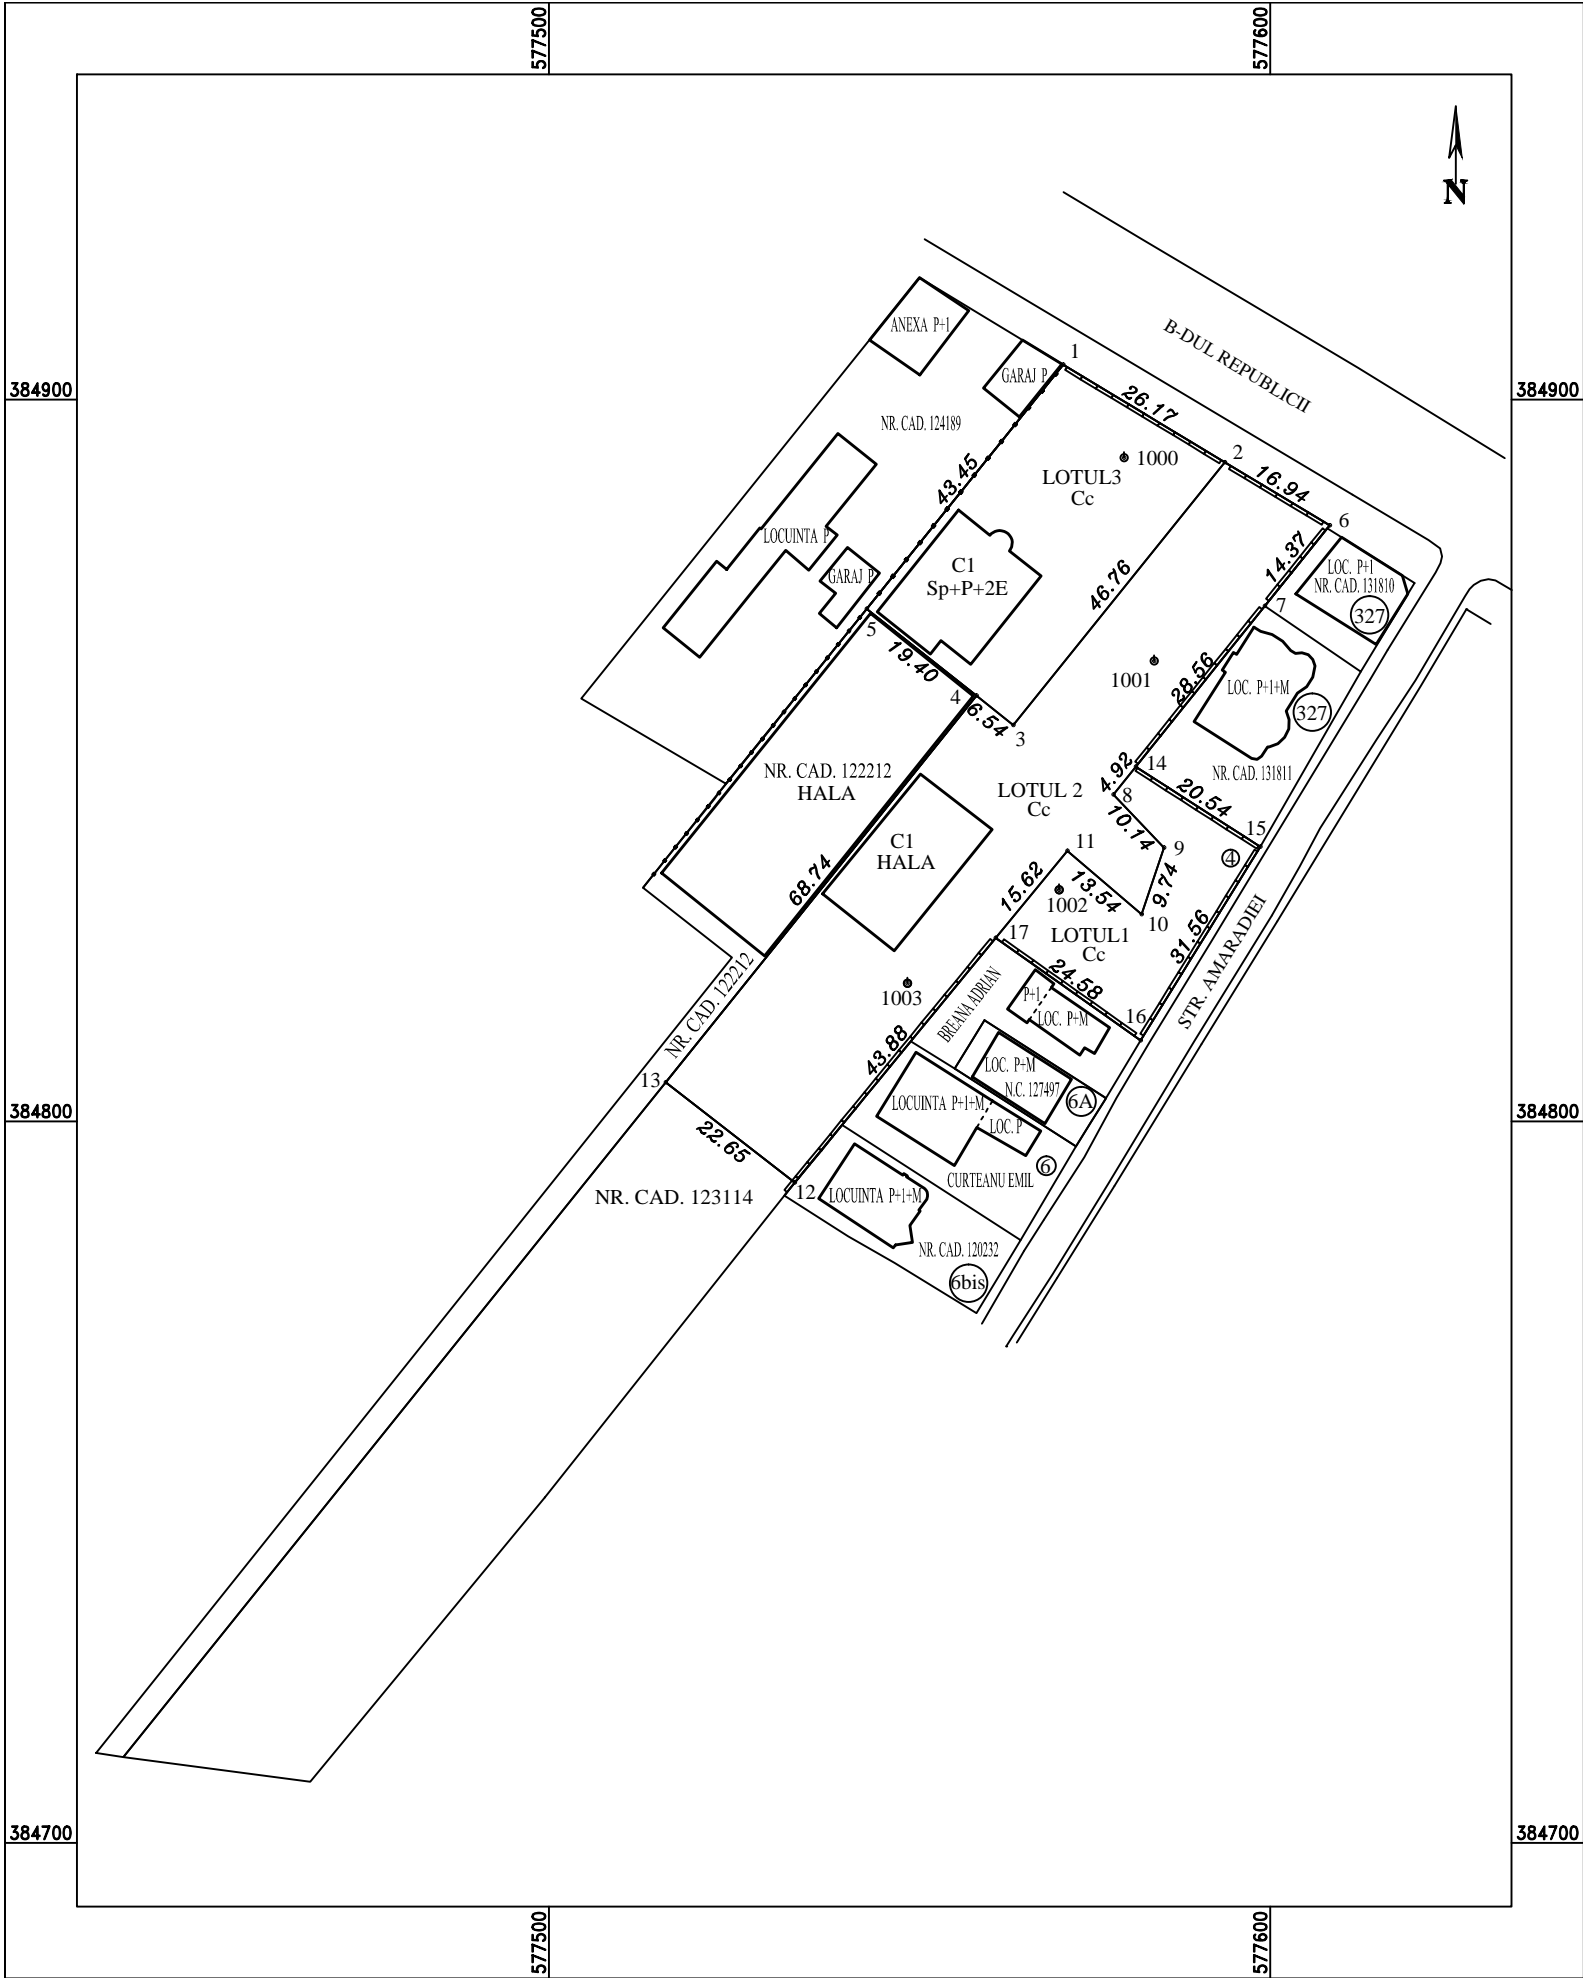 577500
577600
N
B-DUL REPUBLICII
ANEXA P+1
1
GARAJ P
384900
384900
26.17
NR. CAD. 124189
2
1000
43.45
LOTUL3
Cc
16.94
6
LOCUINTA P
14.37
C1
Sp+P+2E
GARAJ P
46.76
LOC. P+1
NR. CAD. 131810
327
7
5
19.40
1001
28.56
LOC. P+1+M
327
4
6.54
3
NR. CAD. 122212
HALA
14
NR. CAD. 131811
4.92
LOTUL 2
Cc
8
20.54
10.14
15
C1
HALA
11
9
4
68.74
15.62
13.54
9.74
1002
10
31.56
17
LOTUL1
Cc
STR. AMARADIEI
NR. CAD. 122212
24.58
1003
BREANA ADRIAN
P+1
LOC. P+M
16
43.88
LOC. P+M
N.C. 127497
13
LOCUINTA P+1+M
6A
384800
384800
LOC. P
22.65
6
CURTEANU EMIL
NR. CAD. 123114
12
LOCUINTA P+1+M
NR. CAD. 120232
6bis
384700
384700
577500
577600